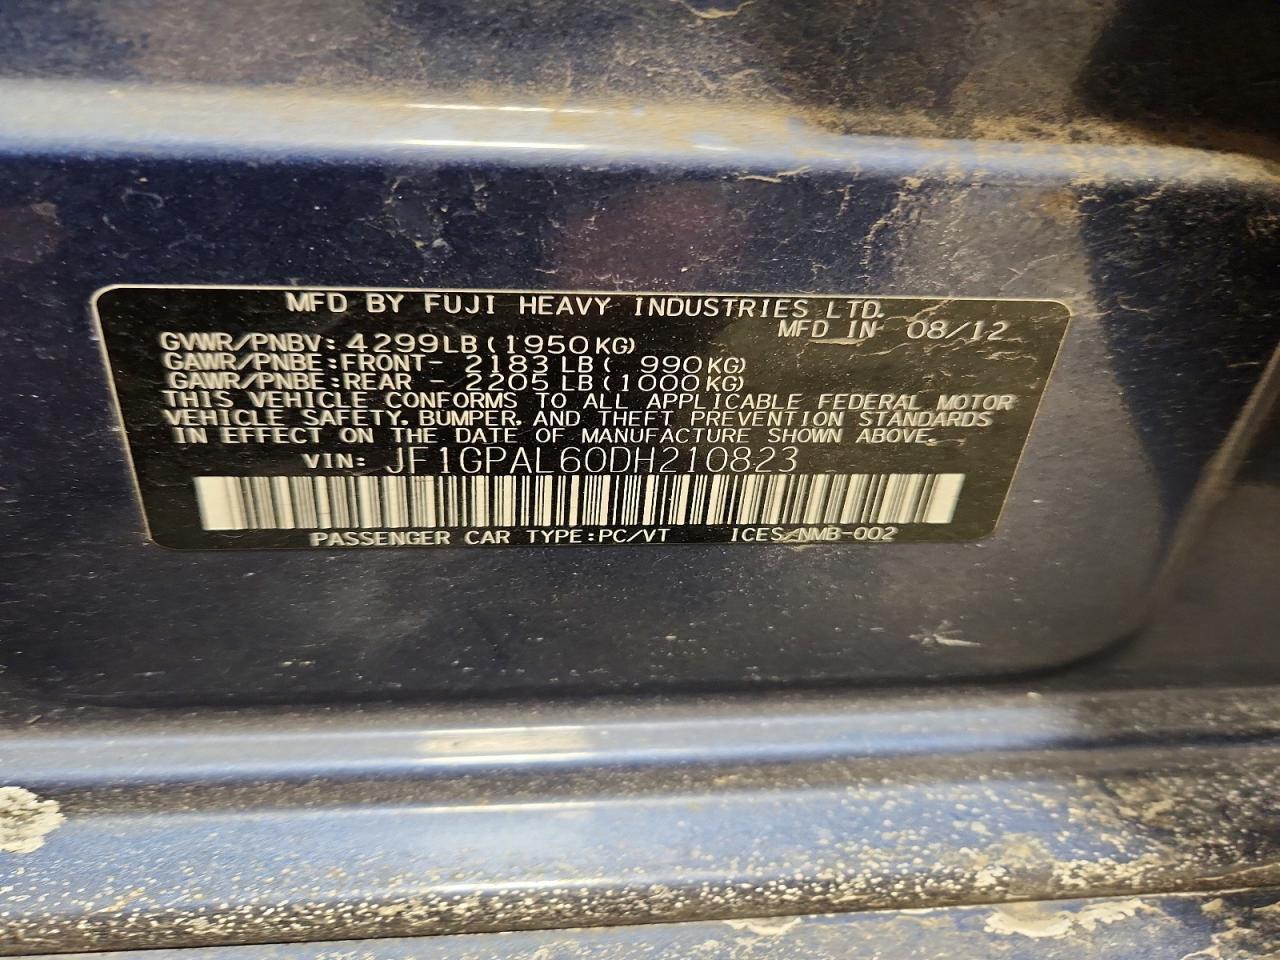 MFD BY FUJI HEAVY INDUSTRIES LTD.
MFD IN 08/12
GVWR/PNBV: 4299LB(1950KG)
GAWR/PNBE:FRONT- 2183LB( 990KG)
GAWR/PNBE:REAR - 2205LB(1000KG)
THIS VEHICLE CONFORMS TO ALL APPLICABLE FEDERAL MOTOR
VEHICLE SAFETY, BUMPER, AND THEFT PREVENTION STANDARDS
IN EFFECT ON THE DATE OF MANUFACTURE SHOWN ABOVE.
VIN: JF1GPAL60DH210823
PASSENGER CAR TYPE:PC/VT ICES/NMB-002